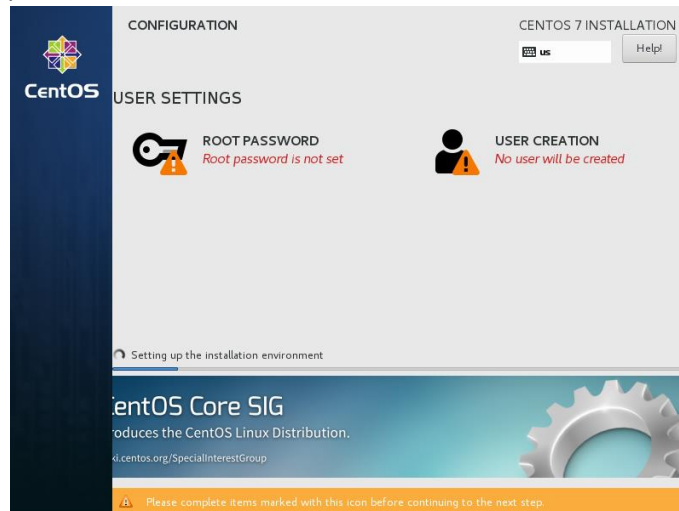 CONFIGURATION
CENTOS 7 INSTALLATION
us
Help!
CentOS
USER SETTINGS
ROOT PASSWORD
Root password is not set
USER CREATION
No user will be created
Setting up the installation environment
entOS Core SIG
roduces the CentOS Linux Distribution.
ki.centos.org/SpecialInterestGroup
Please complete items marked with this icon before continuing to the next step.